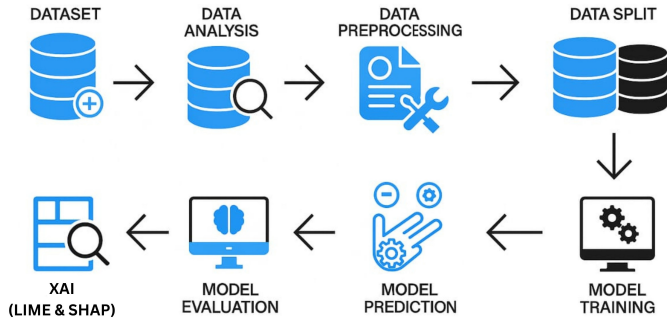 DATASET
DATA
ANALYSIS
DATA
PREPROCESSING
DATA SPLIT
XAI
(LIME & SHAP)
MODEL
EVALUATION
MODEL
PREDICTION
MODEL
TRAINING